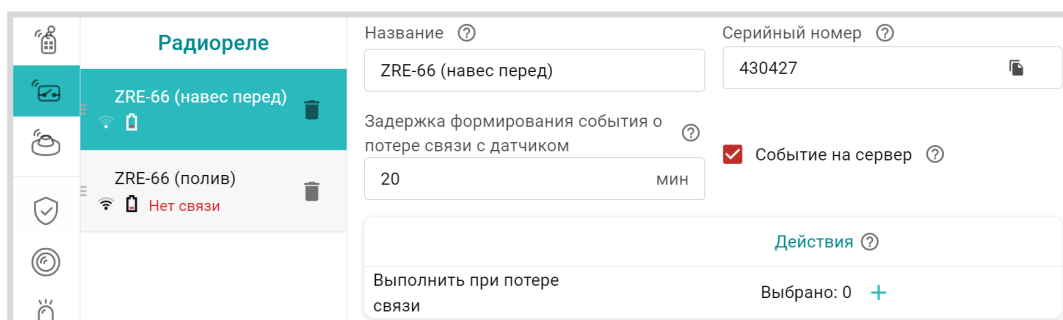 Радиореле
ZRE-66 (навес перед)
ZRE-66 (полив)
Нет связи
Название
ZRE-66 (навес перед)
Серийный номер
430427
Задержка формирования события о
потере связи с датчиком
20 мин
Событие на сервер
Действия
Выполнить при потере
связи
Выбрано: 0 +